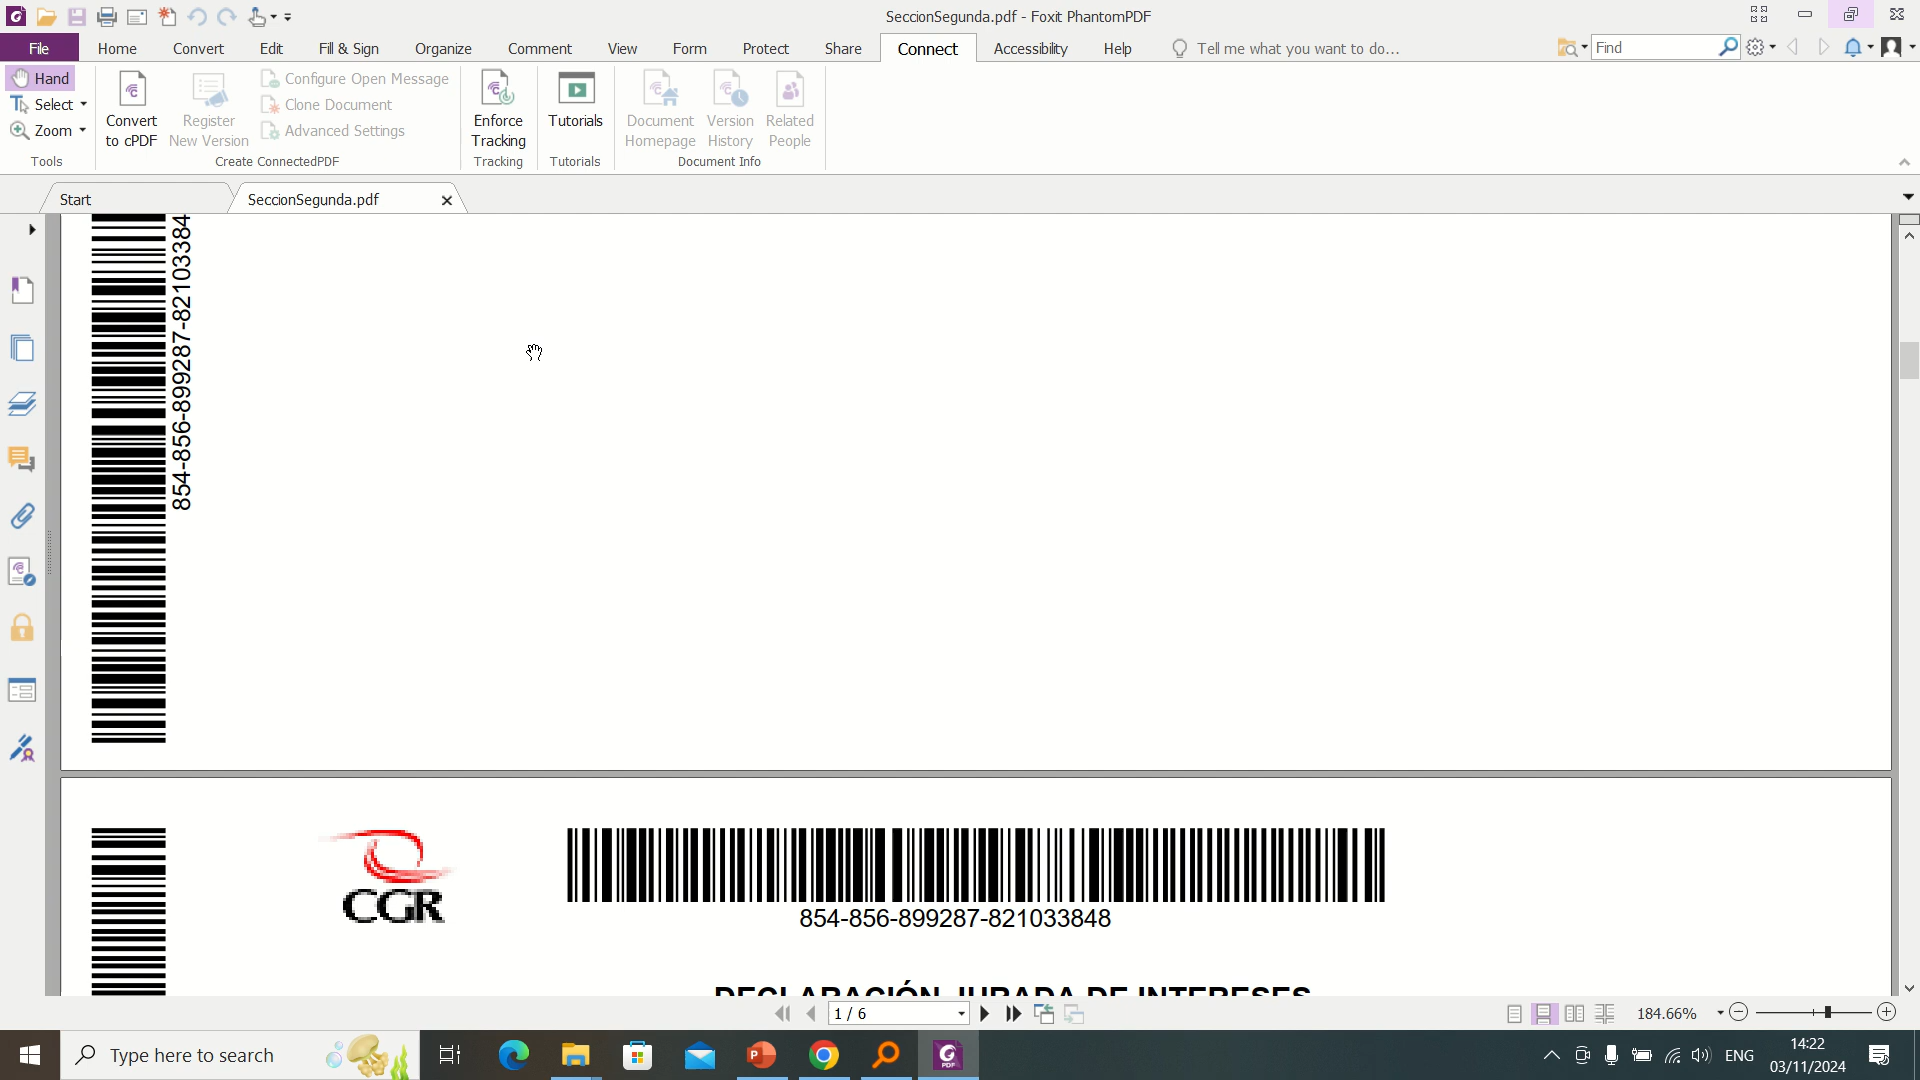 SeccionSegunda.pdf - Foxit PhantomPDF
File
Home
Convert
Edit
Fill & Sign
Organize
Comment
View
Form
Protect
Share
Connect
Accessibility
Help
Tell me what you want to do...
Find
Hand
Select
Zoom
Tools
Convert
to cPDF
Register
New Version
Configure Open Message
Clone Document
Advanced Settings
Create ConnectedPDF
Enforce
Tracking
Tracking
Tutorials
Tutorials
Document
Homepage
Version
History
Related
People
Document Info
Start
SeccionSegunda.pdf
854-856-899287-82103384
CGR
854-856-899287-821033848
DECLARACIÓN JURADA DE INTERESES
1 / 6
184.66%
Type here to search
ENG
14:22
03/11/2024